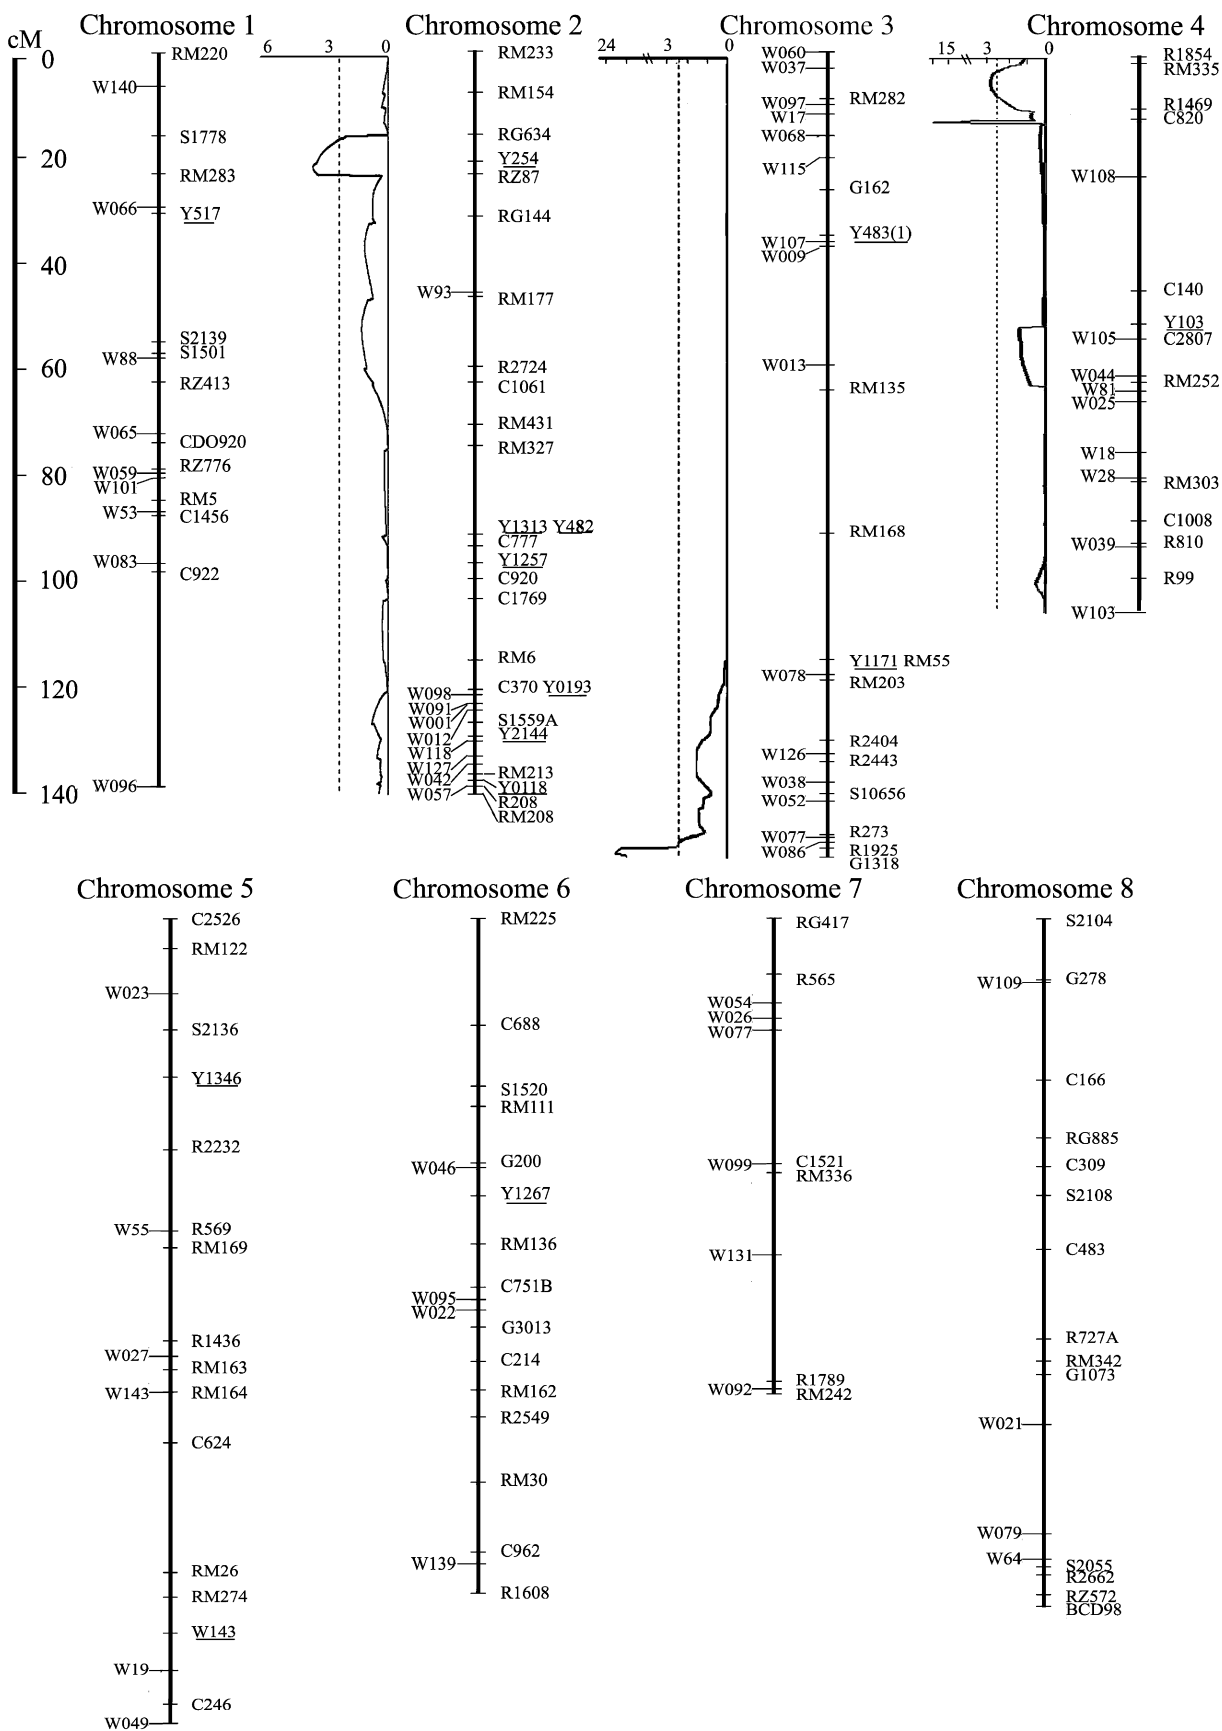 cM
0
20
40
60
80
100
120
140
Chromosome 1
RM220
W140
S1778
RM283
W066
Y517
S2139
S1501
W88
RZ413
W065
CDO920
RZ776
W059
W101
RM5
W53
C1456
W083
C922
W096
Chromosome 2
6 3 0
RM233
RM154
RG634
Y254
RZ87
RG144
W93
RM177
R2724
C1061
RM431
RM327
Y1313 Y482
C777
Y1257
C920
C1769
RM6
C370 Y0193
W098
W091
W001
S1559A
W012
Y2144
W118
W127
RM213
W042
Y0118
W057
R208
RM208
Chromosome 3
24 3 0
W060
W037
RM282
W097
W17
W068
W115
G162
Y483(1)
W107
W009
W013
RM135
RM168
Y1171 RM55
W078
RM203
R2404
W126
R2443
W038
S10656
W052
R273
W077
R1925
W086
G1318
Chromosome 4
15 3 0
R1854
RM335
R1469
C820
W108
C140
Y103
W105
C2807
W044
RM252
W81
W025
W18
W28
RM303
C1008
R810
W039
R99
W103
Chromosome 5
C2526
RM122
W023
S2136
Y1346
R2232
W55
R569
RM169
R1436
W027
RM163
W143
RM164
C624
RM26
RM274
W143
W19
C246
W049
Chromosome 6
RM225
C688
S1520
RM111
G200
W046
Y1267
RM136
C751B
W095
W022
G3013
C214
RM162
R2549
RM30
C962
W139
R1608
Chromosome 7
RG417
R565
W054
W026
W077
W099
C1521
RM336
W131
R1789
W092
RM242
Chromosome 8
S2104
G278
W109
C166
RG885
C309
S2108
C483
R727A
RM342
G1073
W021
W079
W64
S2055
R2662
RZ572
BCD98